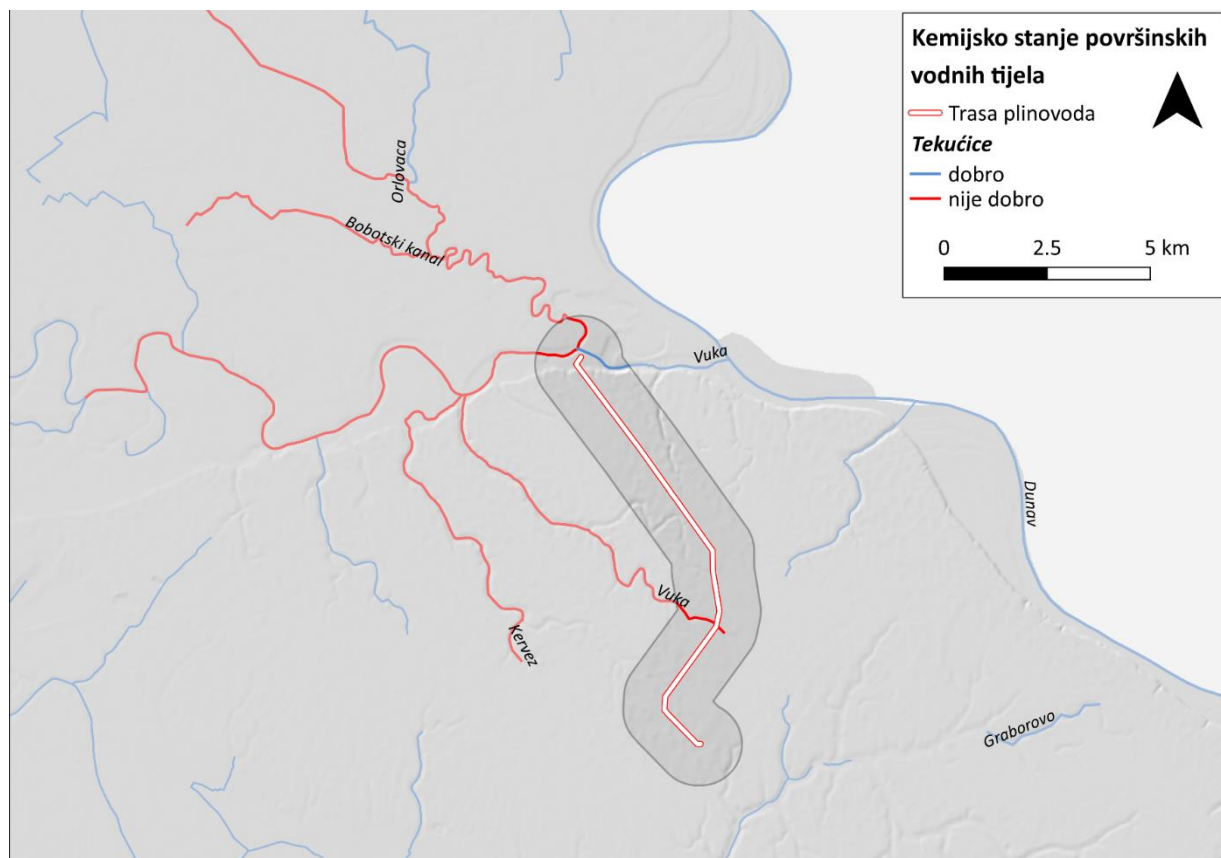 Kemijsko stanje površinskih
vodnih tijela
Trasa plinovoda
Tekućice
dobro
nije dobro
0 2.5 5 km
Orlovaca
Bobotski kanal
Vuka
Dunav
Vuka
Kervez
Graborovo